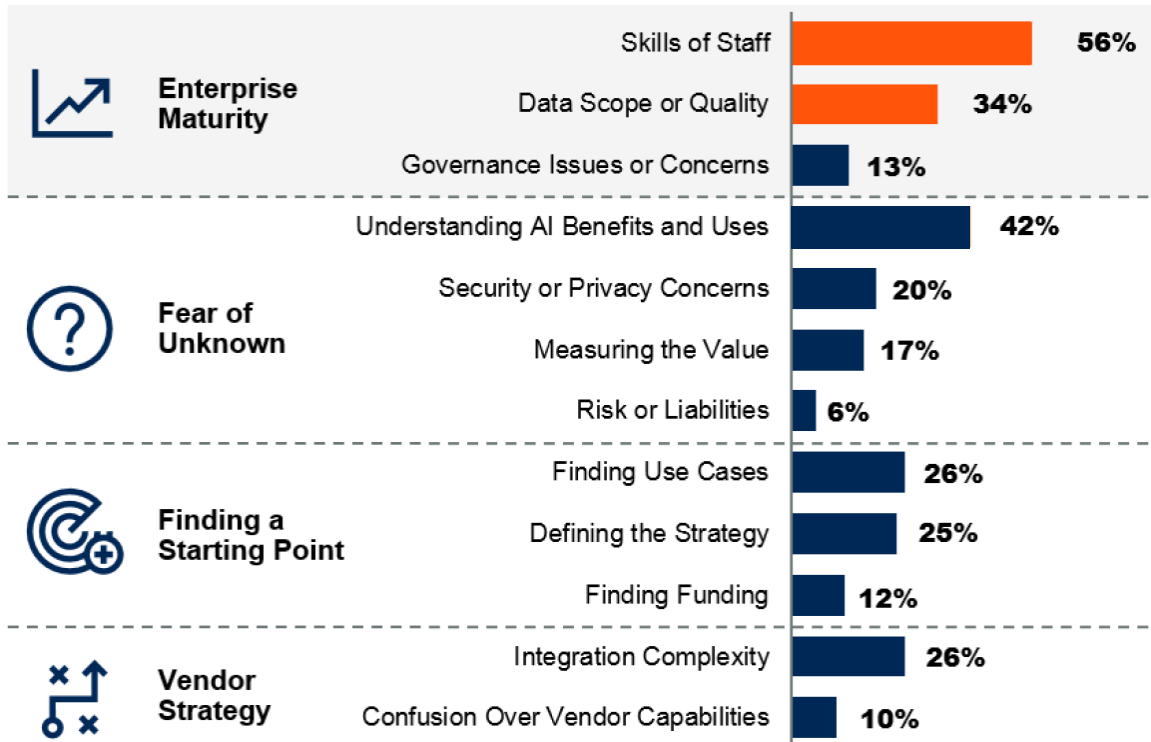 Enterprise
Maturity
Skills of Staff 56%
Data Scope or Quality 34%
Governance Issues or Concerns 13%
Fear of
Unknown
Understanding AI Benefits and Uses 42%
Security or Privacy Concerns 20%
Measuring the Value 17%
Risk or Liabilities 6%
Finding a
Starting Point
Finding Use Cases 26%
Defining the Strategy 25%
Finding Funding 12%
Vendor
Strategy
Integration Complexity 26%
Confusion Over Vendor Capabilities 10%